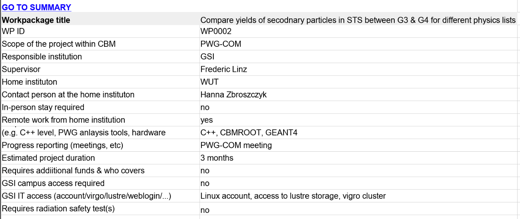 GO TO SUMMARY
Workpackage title Compare yields of secodnary particles in STS between G3 & G4 for different physics lists
WP ID WP0002
Scope of the project within CBM PWG-COM
Responsible institution GSI
Supervisor Frederic Linz
Home instituton WUT
Contact person at the home instituton Hanna Zbroszczyk
In-person stay required no
Remote work from home institution yes
(e.g. C++ level, PWG anlaysis tools, hardware C++, CBMROOT, GEANT4
Progress reporting (meetings, etc) PWG-COM meeting
Estimated project duration 3 months
Requires addiitional funds & who covers no
GSI campus access required no
GSI IT access (account/virgo/lustre/weblogin/...) Linux account, access to lustre storage, vigro cluster
Requires radiation safety test(s) no